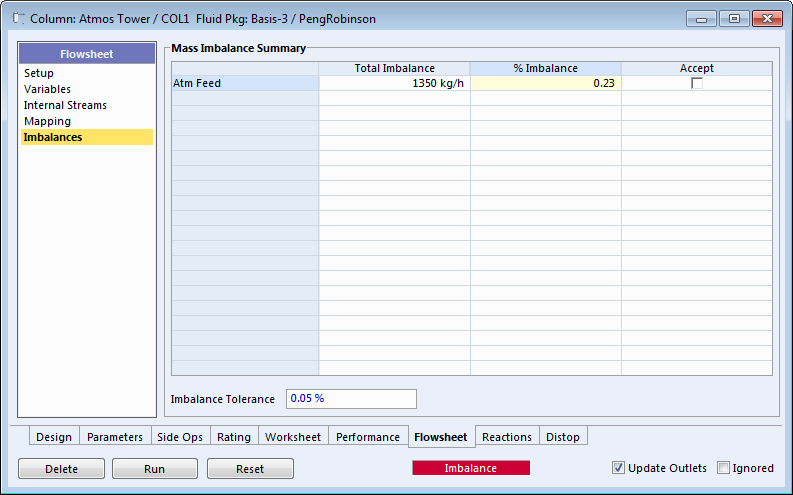 Column: Atmos Tower / COL1 Fluid Pkg: Basis-3 / PengRobinson
Flowsheet
Setup
Variables
Internal Streams
Mapping
Imbalances
Mass Imbalance Summary
Total Imbalance % Imbalance Accept
Atm Feed 1350 kg/h 0.23
Imbalance Tolerance 0.05 %
Design Parameters Side Ops Rating Worksheet Performance Flowsheet Reactions Distop
Delete Run Reset Imbalance Update Outlets Ignored